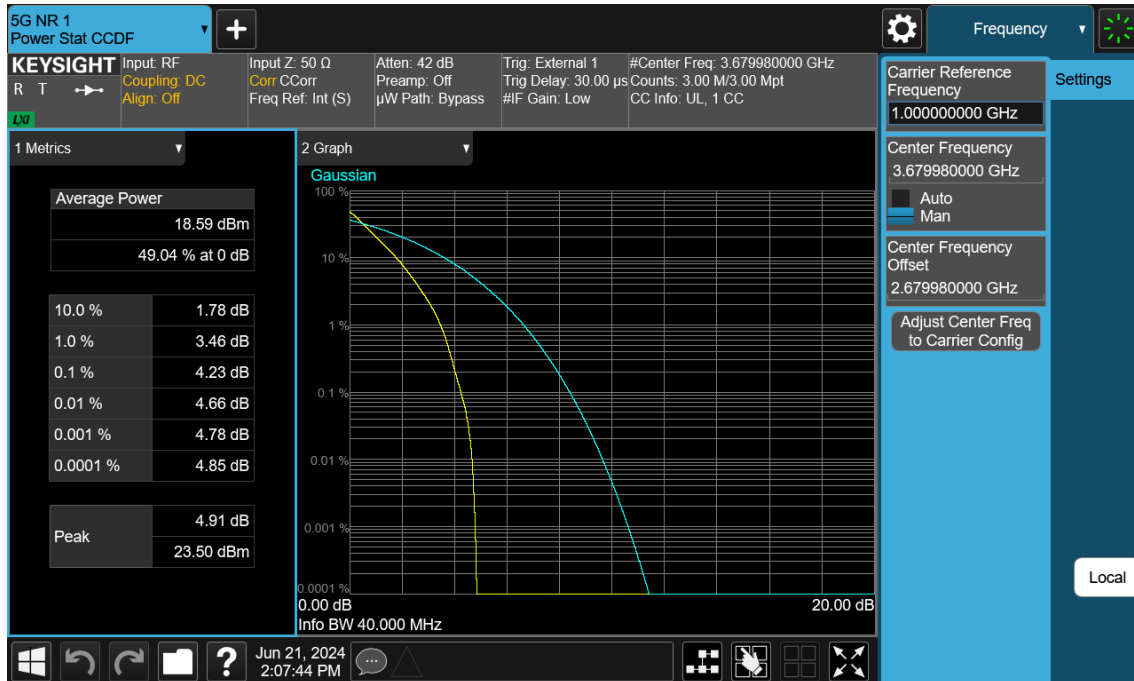 5G NR 1
Power Stat CCDF
Frequency
KEYSIGHT
R T
LXI
Input: RF
Coupling: DC
Align: Off
Input Z: 50 Ω
Corr CCorr
Freq Ref: Int (S)
Atten: 42 dB
Preamp: Off
µW Path: Bypass
Trig: External 1
Trig Delay: 30.00 µs
#IF Gain: Low
#Center Freq: 3.679980000 GHz
Counts: 3.00 M/3.00 Mpt
CC Info: UL, 1 CC
1 Metrics
Average Power
18.59 dBm
49.04 % at 0 dB
10.0 % 1.78 dB
1.0 % 3.46 dB
0.1 % 4.23 dB
0.01 % 4.66 dB
0.001 % 4.78 dB
0.0001 % 4.85 dB
Peak
4.91 dB
23.50 dBm
2 Graph
Gaussian
100 %
10 %
1 %
0.1 %
0.01 %
0.001 %
0.0001 %
0.00 dB 20.00 dB
Info BW 40.000 MHz
Carrier Reference
Frequency
1.000000000 GHz
Center Frequency
3.679980000 GHz
Auto
Man
Center Frequency
Offset
2.679980000 GHz
Adjust Center Freq
to Carrier Config
Settings
Local
?
Jun 21, 2024
2:07:44 PM